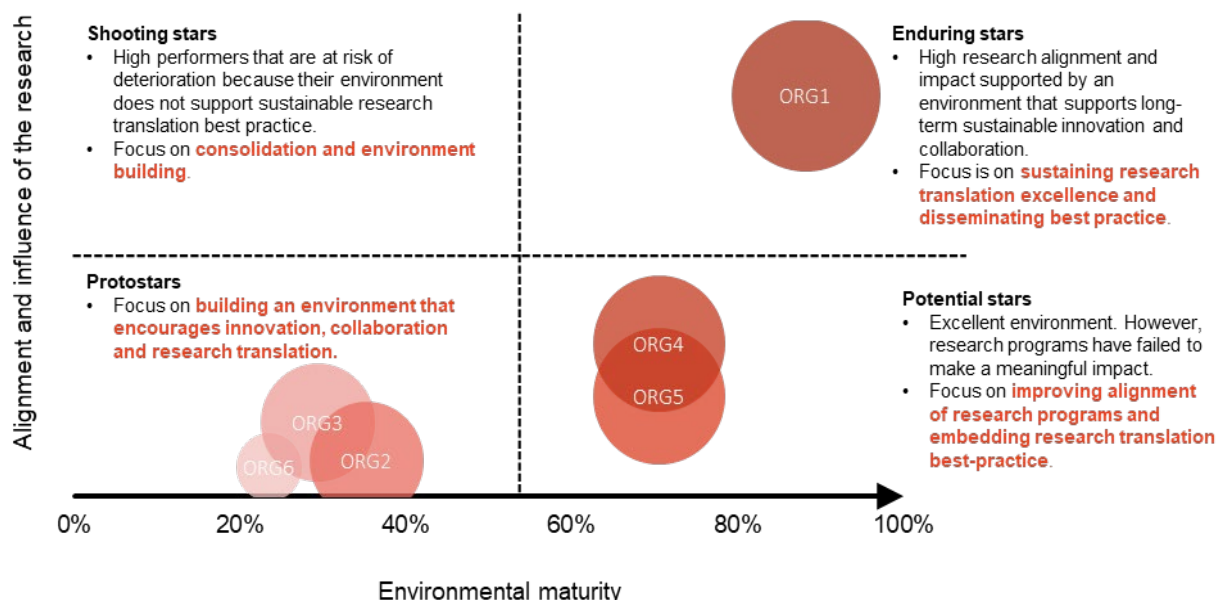 Alignment and influence of the research
Shooting stars
• High performers that are at risk of
deterioration because their environment
does not support sustainable research
translation best practice.
• Focus on consolidation and environment
building.
ORG1
Enduring stars
• High research alignment and
impact supported by an
environment that supports long-
term sustainable innovation and
collaboration.
• Focus is on sustaining research
translation excellence and
disseminating best practice.
Protostars
• Focus on building an environment that
encourages innovation, collaboration
and research translation.
ORG3
ORG6
ORG2
ORG4
ORG5
Potential stars
• Excellent environment. However,
research programs have failed to
make a meaningful impact.
• Focus on improving alignment
of research programs and
embedding research translation
best-practice.
0% 20% 40% 60% 80% 100%
Environmental maturity